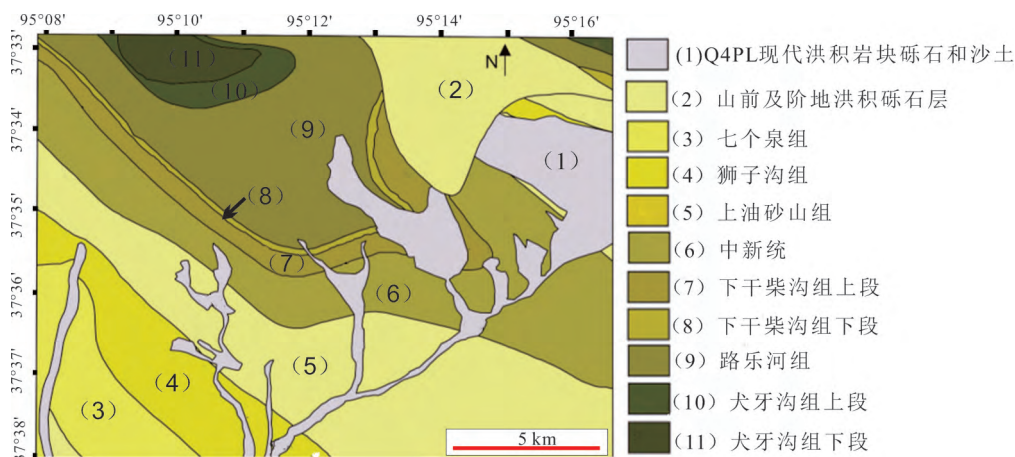 95°08′
95°10′
95°12′
95°14′
95°16′
37°33′
37°34′
37°35′
37°36′
37°37′
37°38′
N
(11)
(10)
(9)
(2)
(1)
(8)
(7)
(6)
(5)
(4)
(3)
5 km
(1)Q4PL现代洪积岩块砾石和沙土
(2) 山前及阶地洪积砾石层
(3) 七个泉组
(4) 狮子沟组
(5) 上油砂山组
(6) 中新统
(7) 下干柴沟组上段
(8) 下干柴沟组下段
(9) 路乐河组
(10) 犬牙沟组上段
(11) 犬牙沟组下段